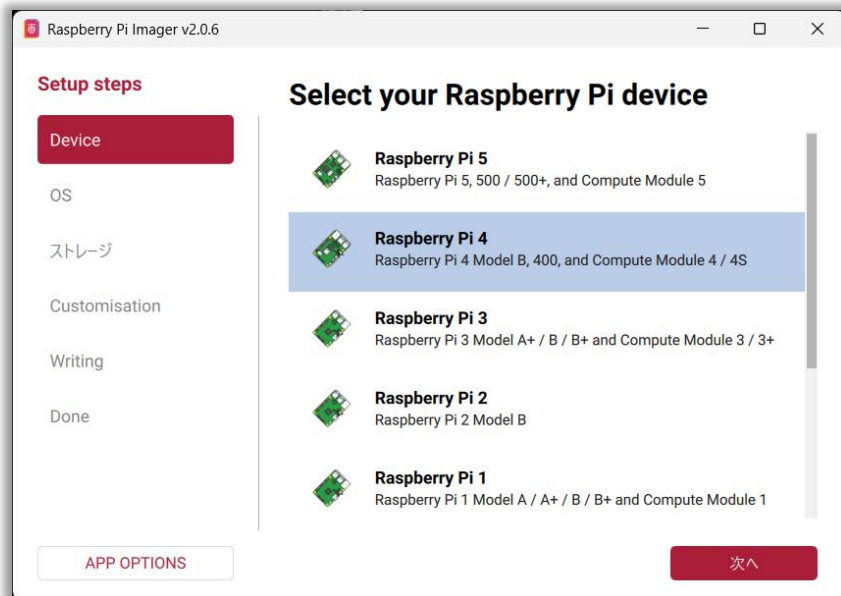 Raspberry Pi Imager v2.0.6
Setup steps
Device
OS
ストレージ
Customisation
Writing
Done
APP OPTIONS
Select your Raspberry Pi device
Raspberry Pi 5
Raspberry Pi 5, 500 / 500+, and Compute Module 5
Raspberry Pi 4
Raspberry Pi 4 Model B, 400, and Compute Module 4 / 4S
Raspberry Pi 3
Raspberry Pi 3 Model A+ / B / B+ and Compute Module 3 / 3+
Raspberry Pi 2
Raspberry Pi 2 Model B
Raspberry Pi 1
Raspberry Pi 1 Model A / A+ / B / B+ and Compute Module 1
次へ